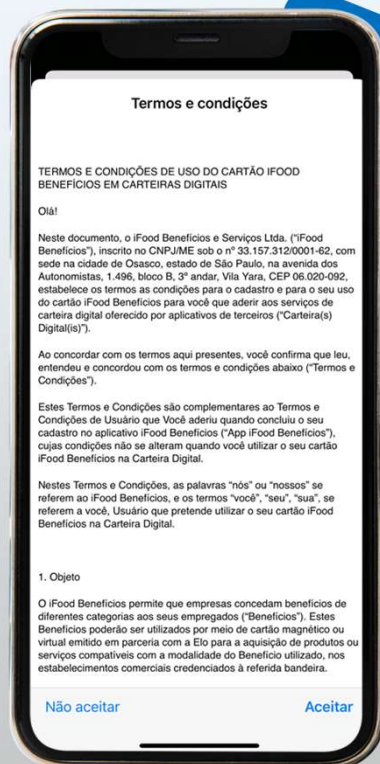 Termos e condições
TERMOS E CONDIÇÕES DE USO DO CARTÃO IFOOD
BENEFÍCIOS EM CARTEIRAS DIGITAIS
Olá!
Neste documento, o iFood Benefícios e Serviços Ltda. (“iFood
Benefícios”), inscrito no CNPJ/ME sob o nº 33.157.312/0001-62, com
sede na cidade de Osasco, estado de São Paulo, na avenida dos
Autonomistas, 1.496, bloco B, 3º andar, Vila Yara, CEP 06.020-092,
estabelece os termos as condições para o cadastro e para o seu uso
do cartão iFood Benefícios para você que aderir aos serviços de
carteira digital oferecido por aplicativos de terceiros (“Carteira(s)
Digital(is)”).
Ao concordar com os termos aqui presentes, você confirma que leu,
entendeu e concordou com os termos e condições abaixo (“Termos e
Condições”).
Estes Termos e Condições são complementares ao Termos e
Condições de Usuário que Você aderiu quando concluiu o seu
cadastro no aplicativo iFood Benefícios (“App iFood Benefícios”),
cujas condições não se alteram quando você utilizar o seu cartão
iFood Benefícios na Carteira Digital.
Nestes Termos e Condições, as palavras “nós” ou “nossos” se
referem ao iFood Benefícios, e os termos “você”, “seu”, “sua”, se
referem a você, Usuário que pretende utilizar o seu cartão iFood
Benefícios na Carteira Digital.
1. Objeto
O iFood Benefícios permite que empresas concedam benefícios de
diferentes categorias aos seus empregados (“Benefícios”). Estes
Benefícios poderão ser utilizados por meio de cartão magnético ou
virtual emitido em parceria com a Elo para a aquisição de produtos ou
serviços compatíveis com a modalidade do Benefício utilizado, nos
estabelecimentos comerciais credenciados à referida bandeira.
Não aceitar
Aceitar